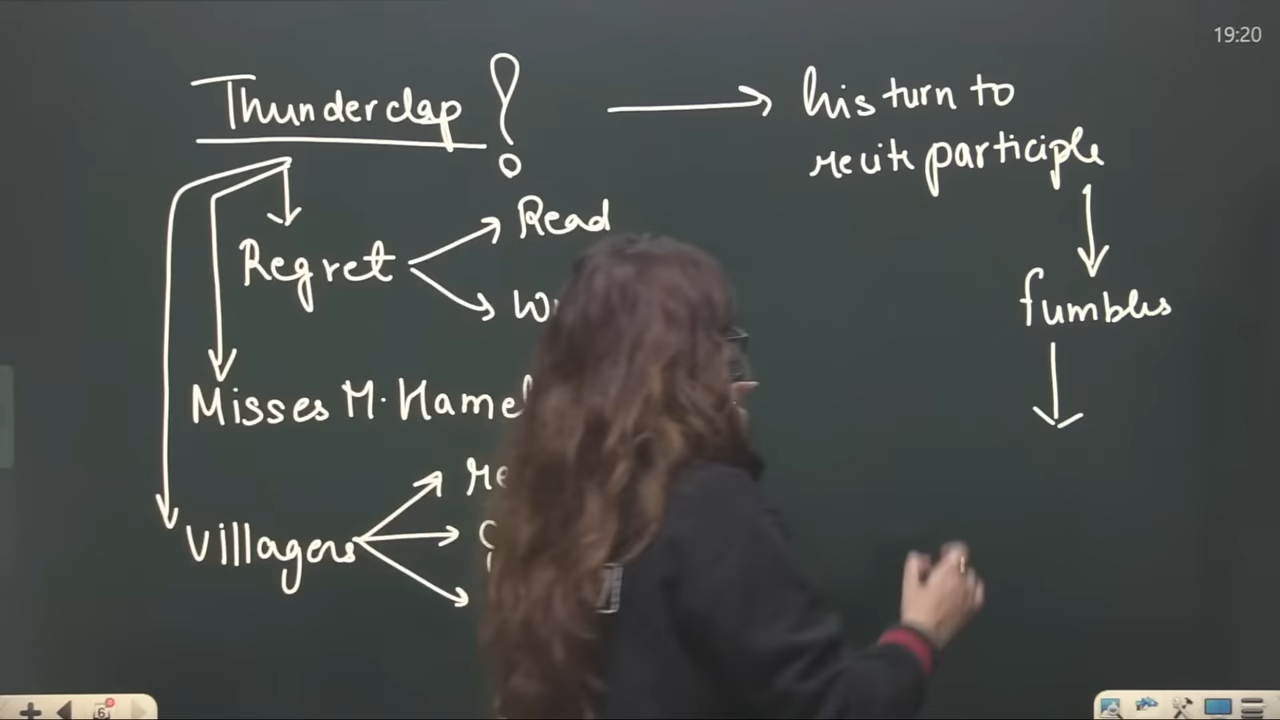 19:20
Thunderclap !
his turn to
recite participle
Regret
Read
fumbles
Misses M. Hamel
Villagers